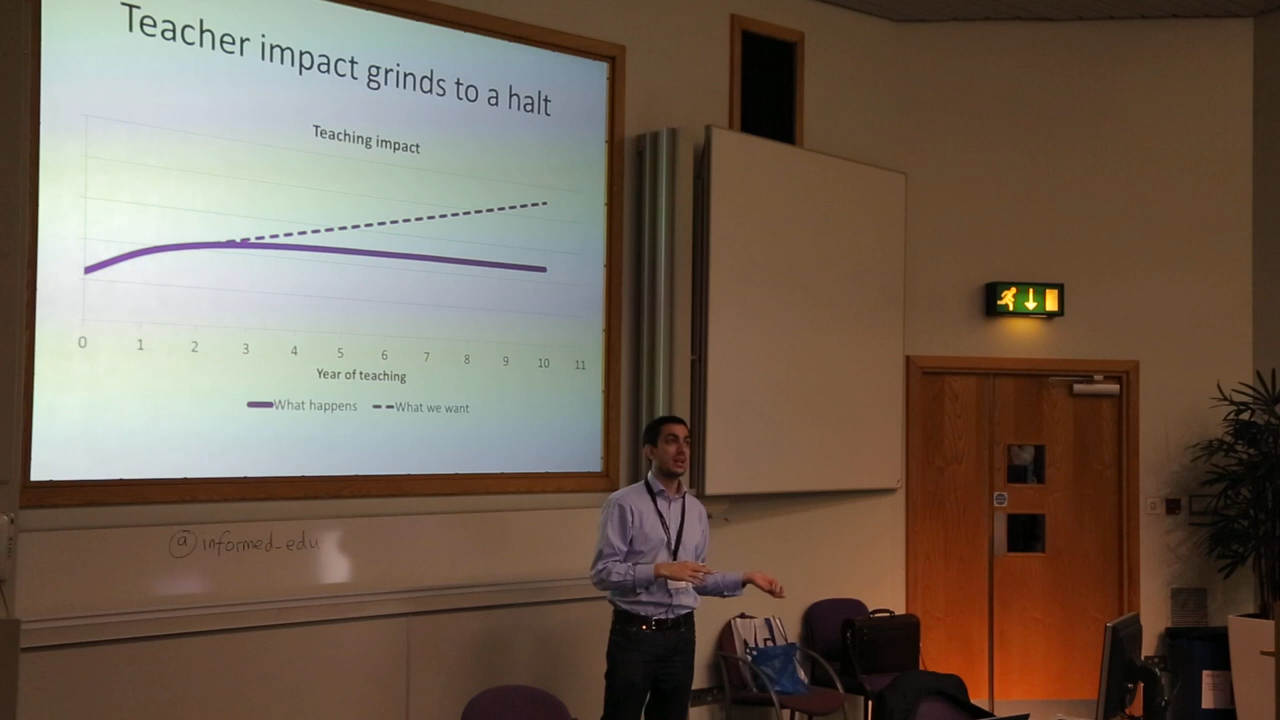 Teacher impact grinds to a halt
Teaching impact
0 1 2 3 4 5 6 7 8 9 10 11
Year of teaching
What happens What we want
@informed_edu